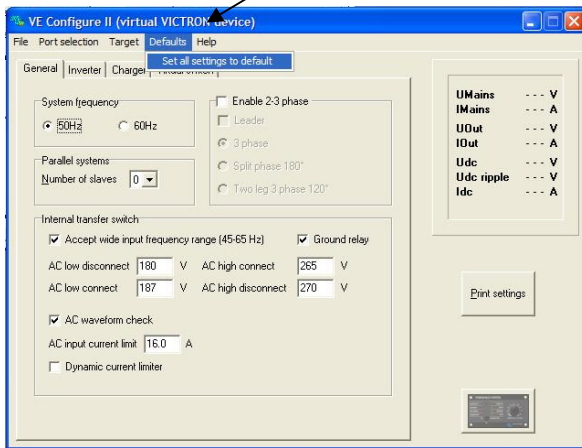 VE Configure II (virtual VICTRON device)
File Port selection Target Defaults Help
Set all settings to default
General Inverter Charger
System frequency
50Hz 60Hz
Parallel systems
Number of slaves 0
Enable 2-3 phase
Leader
3 phase
Split phase 180°
Two leg 3 phase 120°
Internal transfer switch
Accept wide input frequency range (45-65 Hz) Ground relay
AC low disconnect 180 V AC high connect 265 V
AC low connect 187 V AC high disconnect 270 V
AC waveform check
AC input current limit 16.0 A
Dynamic current limiter
UMains --- V
IMains --- A
UOut --- V
IOut --- A
Udc --- V
Udc ripple --- V
Idc --- A
Print settings